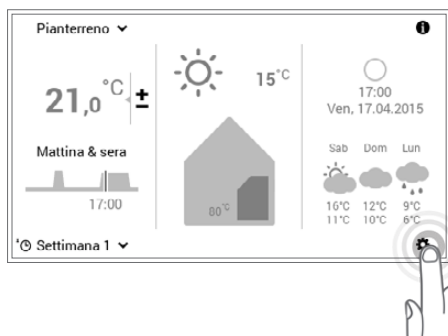 Pianterreno
21,0 °C ±
Mattina & sera
17:00
Settimana 1
15°C
80°C
17:00
Ven, 17.04.2015
Sab Dom Lun
16°C 12°C 9°C
11°C 10°C 6°C